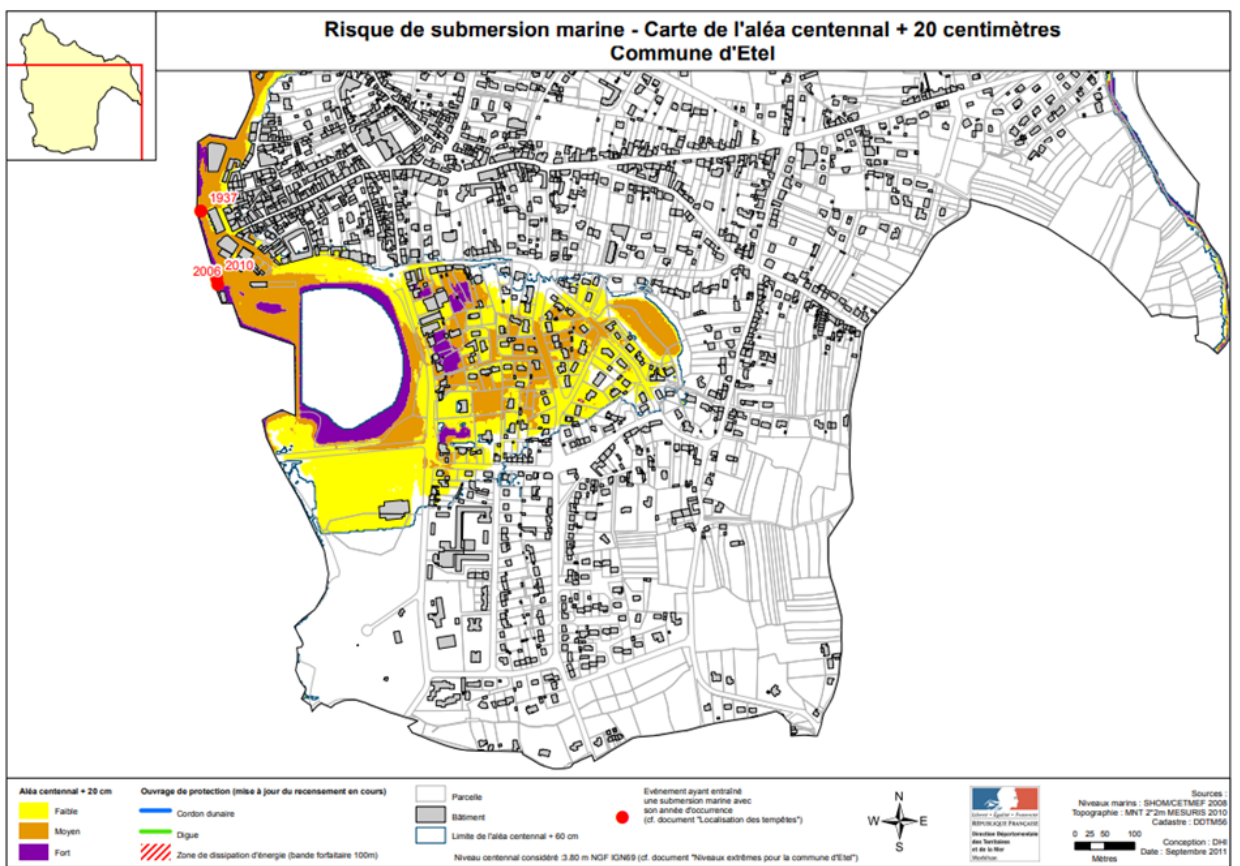 Risque de submersion marine - Carte de l'aléa centennal + 20 centimètres
Commune d'Etel
1937
2010
2006
Aléa centennal + 20 cm
Faible
Moyen
Fort
Ouvrage de protection (mise à jour du recensement en cours)
Cordon dunaire
Digue
Zone de dissipation d'énergie (bande forfaitaire 100m)
Parcelle
Bâtiment
Limite de l'aléa centennal + 60 cm
Evénement ayant entraîné
une submersion marine avec
son année d'occurrence
(cf. document "Localisation des tempêtes)
Niveau centennal considéré :3.80 m NGF IGN69 (cf. document "Niveaux extrêmes pour la commune d'Etel")
N
W E
S
Liberté • Égalité • Fraternité
RÉPUBLIQUE FRANÇAISE
Direction Départementale
des Territoires
et de la Mer
Morbihan
Sources :
Niveaux marins : SHOM/CETMEF 2008
Topographie : MNT 2*2m MESURIS 2010
Cadastre : DDTM56
0 25 50 100
Mètres
Conception : DHI
Date : Septembre 2011